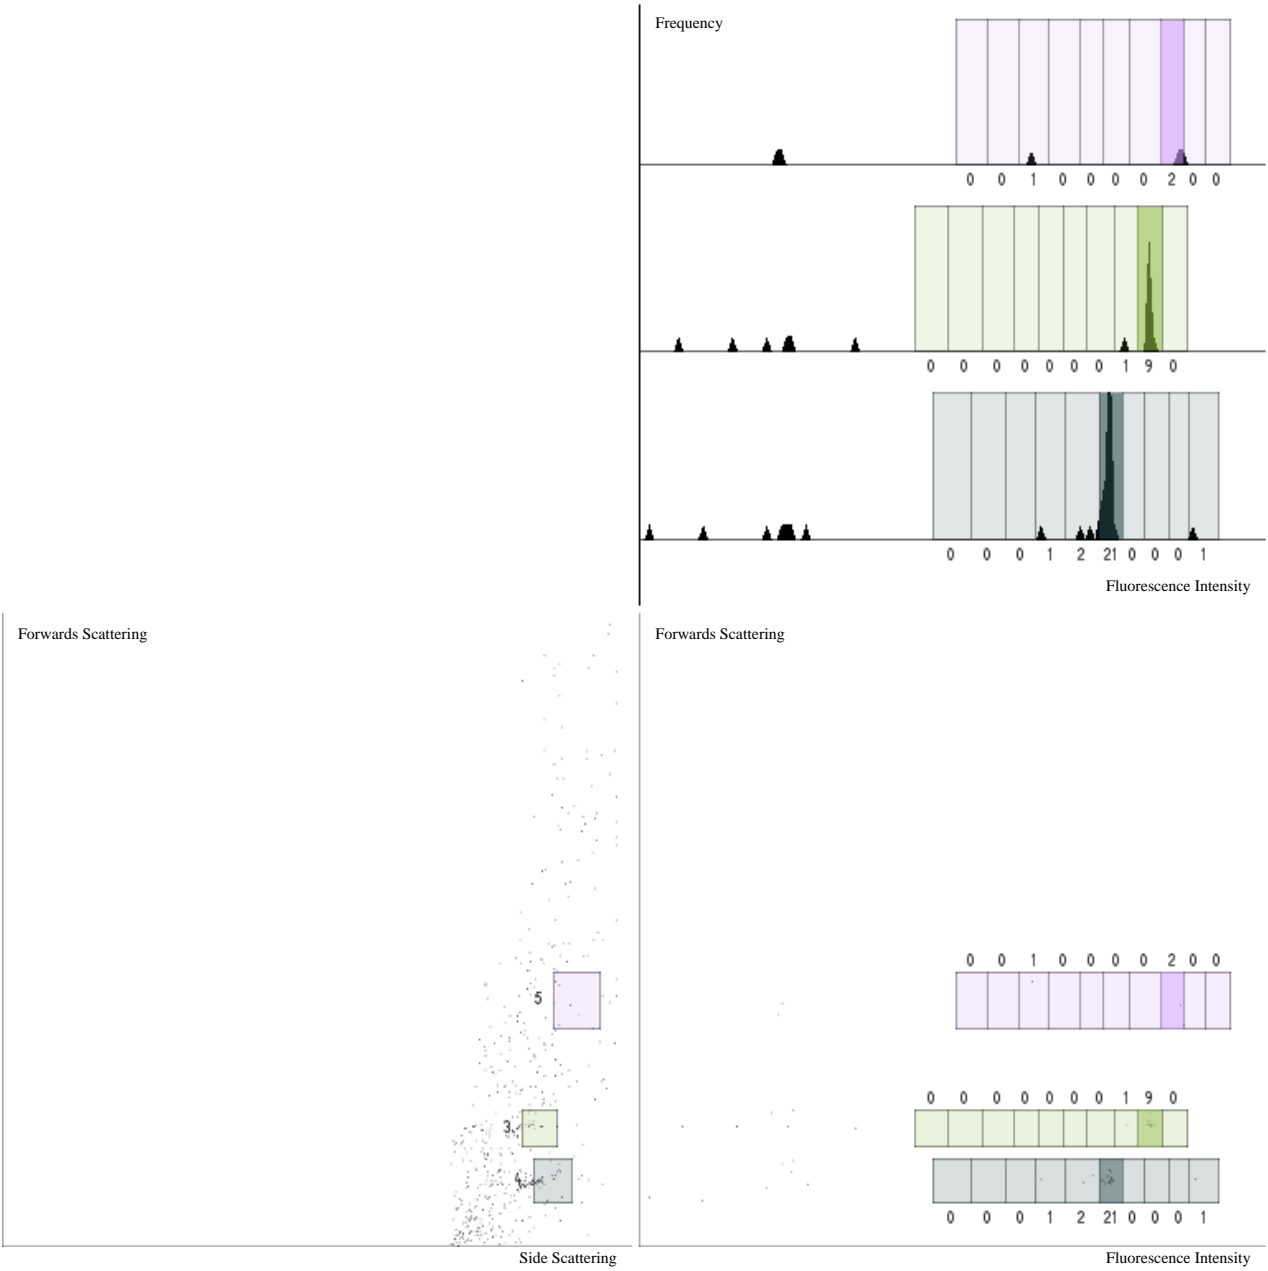 Frequency
0 0 1 0 0 0 0 2 0 0
0 0 0 0 0 0 0 1 9 0
0 0 0 1 2 21 0 0 0 1
Fluorescence Intensity
Forwards Scattering
5
3
4
Side Scattering
Forwards Scattering
0 0 1 0 0 0 0 2 0 0
0 0 0 0 0 0 0 1 9 0
0 0 0 1 2 21 0 0 0 1
Fluorescence Intensity